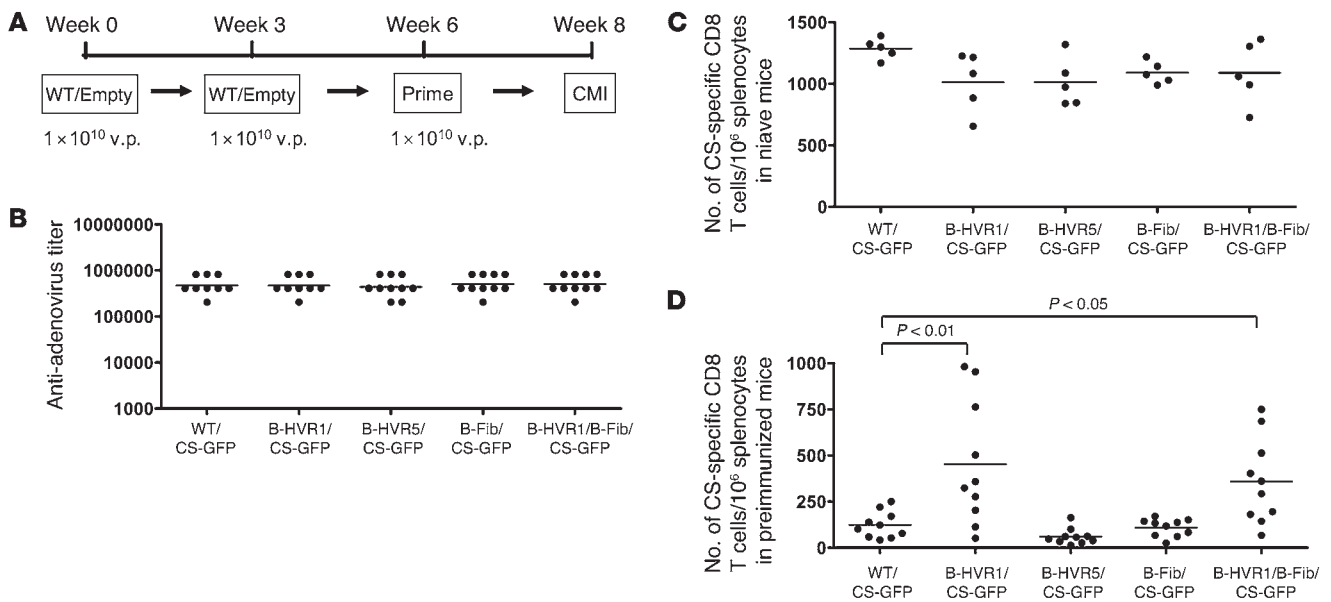 A
Week 0 Week 3 Week 6 Week 8
WT/Empty WT/Empty Prime CMI
1 × 10¹⁰ v.p. 1 × 10¹⁰ v.p. 1 × 10¹⁰ v.p.
B
Anti-adenovirus titer
10000000
1000000
100000
10000
1000
WT/ B-HVR1/ B-HVR5/ B-Fib/ B-HVR1/B-Fib/
CS-GFP CS-GFP CS-GFP CS-GFP CS-GFP
C
No. of CS-specific CD8
T cells/10⁶ splenocytes
in niave mice
1500
1000
500
0
WT/ B-HVR1/ B-HVR5/ B-Fib/ B-HVR1/B-Fib/
CS-GFP CS-GFP CS-GFP CS-GFP CS-GFP
D
No. of CS-specific CD8
T cells/10⁶ splenocytes
in preimmunized mice
P < 0.05
P < 0.01
1000
750
500
250
0
WT/ B-HVR1/ B-HVR5/ B-Fib/ B-HVR1/B-Fib/
CS-GFP CS-GFP CS-GFP CS-GFP CS-GFP